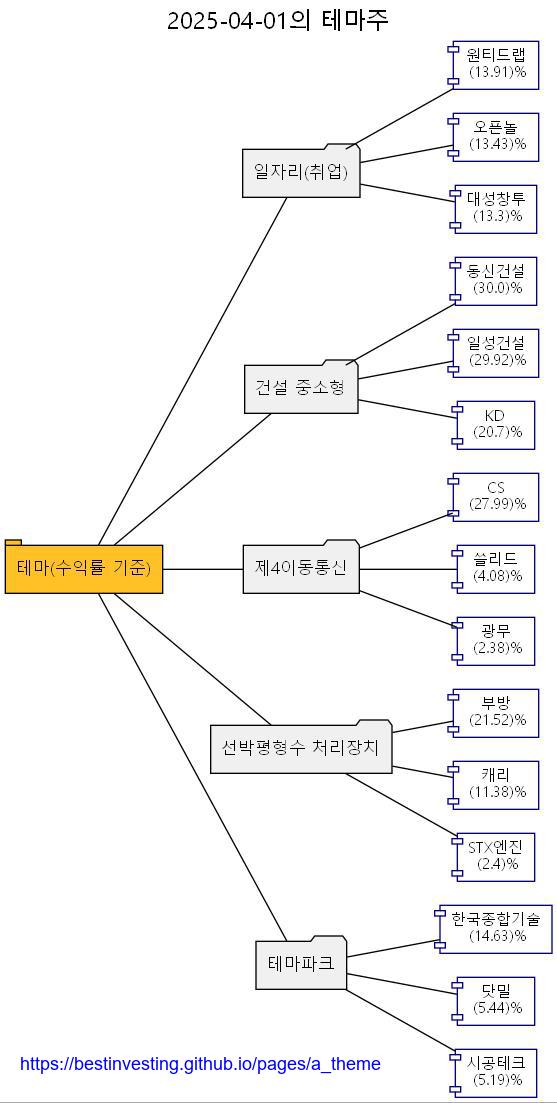 2025-04-01의 테마주
원티드랩
(13.91)%
오픈놀
(13.43)%
일자리(취업)
대성창투
(13.3)%
동신건설
(30.0)%
일성건설
(29.92)%
건설 중소형
KD
(20.7)%
CS
(27.99)%
테마(수익률 기준)
제4이동통신
쏠리드
(4.08)%
광무
(2.38)%
부방
(21.52)%
선박평형수 처리장치
캐리
(11.38)%
STX엔진
(2.4)%
한국종합기술
(14.63)%
테마파크
닷밀
(5.44)%
시공테크
(5.19)%
https://bestinvesting.github.io/pages/a_theme